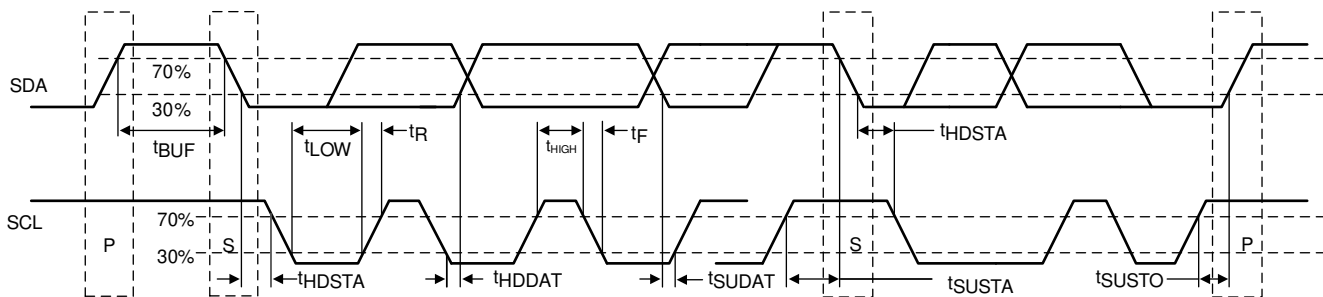 SDA
70%
30%
tBUF
tLOW
tR
tHIGH
tF
tHDSTA
SCL
70%
30%
P
S
S
P
tHDSTA
tHDDAT
tSUDAT
tSUSTA
tSUSTO